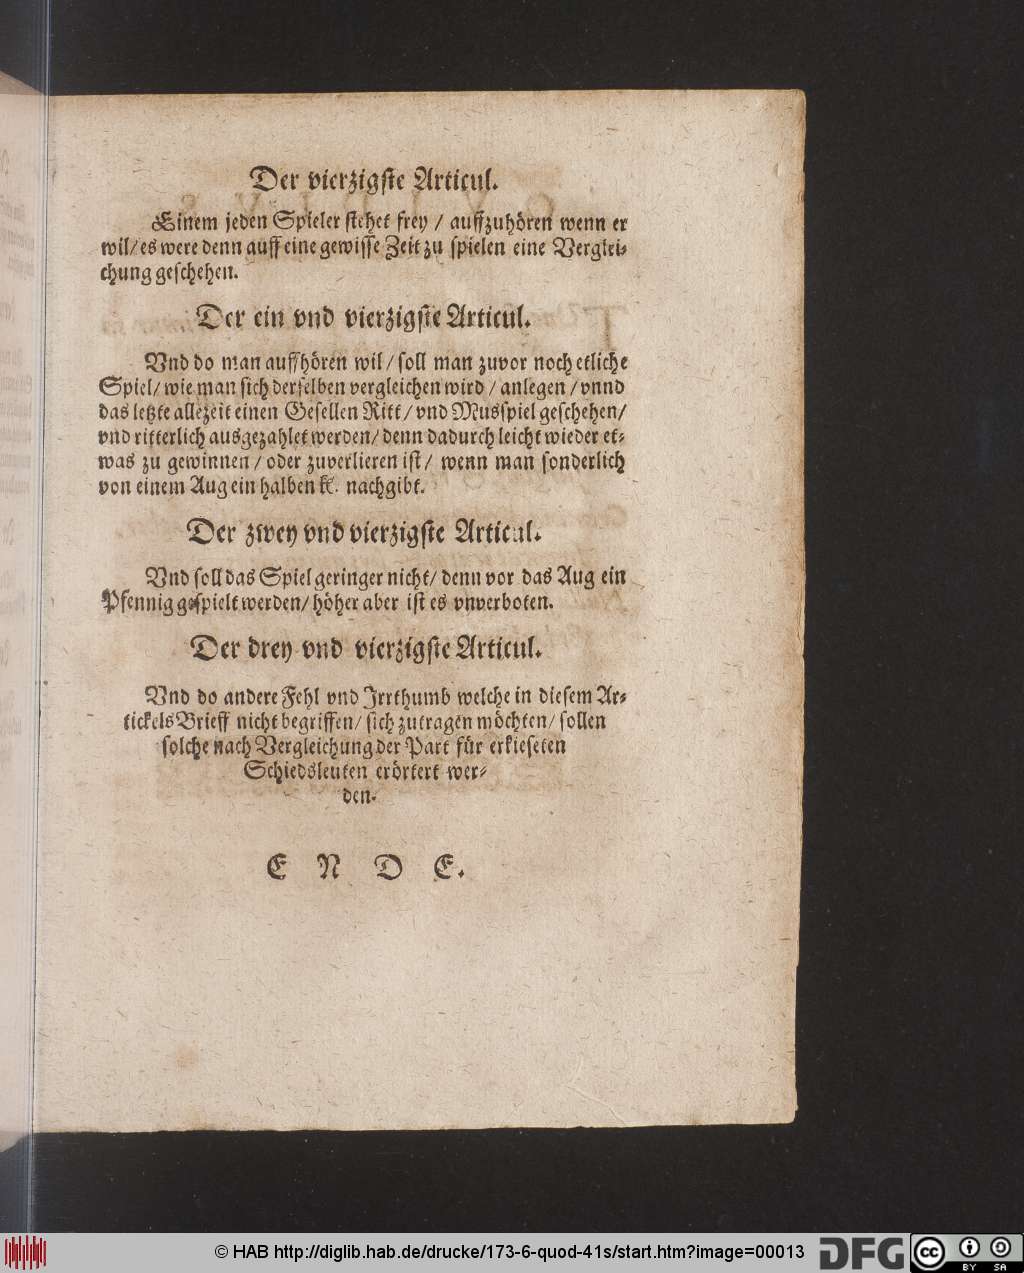 Der vierzigste Articul.
Einem jeden Spieler stehet frey / auffzuhören wenn er
wil/ es were denn auff eine gewisse Zeit zu spielen eine Verglei-
chung geschehen.
Der ein vnd vierzigste Articul.
Vnd do man auffhören wil / soll man zuvor noch etliche
Spiel/ wie man sich derselben vergleichen wird / anlegen / vnnd
das letzte allezeit einen Gesellen Ritt/ vnd Musspiel geschehen/
vnd ritterlich ausgezahlet werden/ denn dadurch leicht wieder et-
was zu gewinnen / oder zuverlieren ist / wenn man sonderlich
von einem Aug ein halben nachgibt.
Der zwey vnd vierzigste Articul.
Vnd soll das Spiel geringer nicht/ denn vor das Aug ein
Pfennig gespielt werden/ höher aber ist es vnverboten.
Der drey vnd vierzigste Articul.
Vnd do andere Fehl vnd Irrthumb welche in diesem Ar-
tickels Brieff nicht begriffen/ sich zutragen möchten/ sollen
solche nach Vergleichung der Part für erkieseten
Schiedsleuten erörtert wer-
den.
E N D E.
© HAB http://diglib.hab.de/drucke/173-6-quod-41s/start.htm?image=00013
DFG
cc BY SA